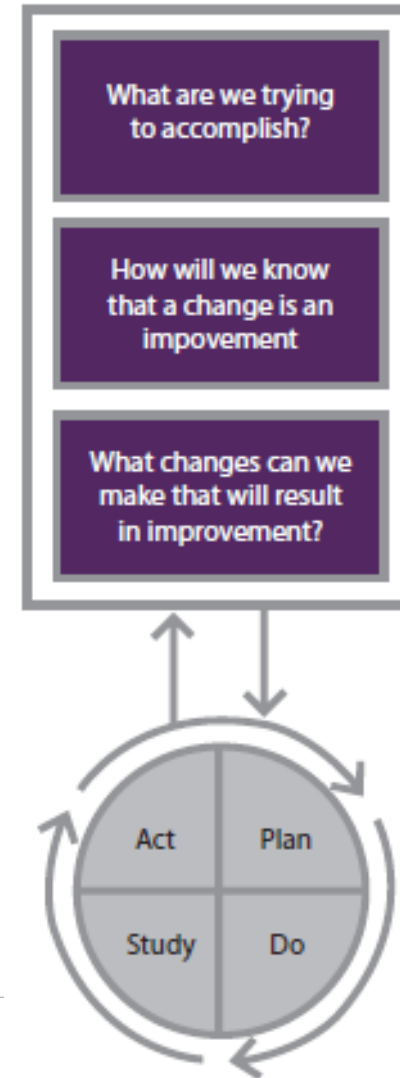 What are we trying
to accomplish?
How will we know
that a change is an
impovement
What changes can we
make that will result
in improvement?
Act
Plan
Study
Do